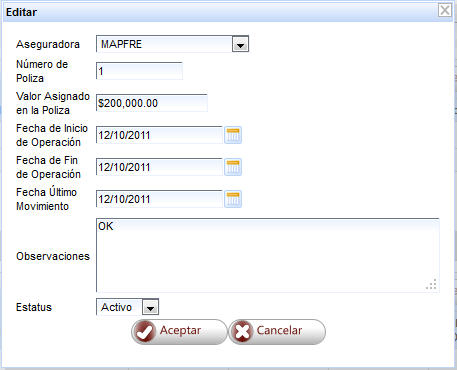 Editar
Aseguradora MAPFRE
Número de
Poliza 1
Valor Asignado
en la Poliza $200,000.00
Fecha de Inicio
de Operación 12/10/2011
Fecha de Fin
de Operación 12/10/2011
Fecha Último
Movimiento 12/10/2011
Observaciones OK
Estatus Activo
Aceptar Cancelar